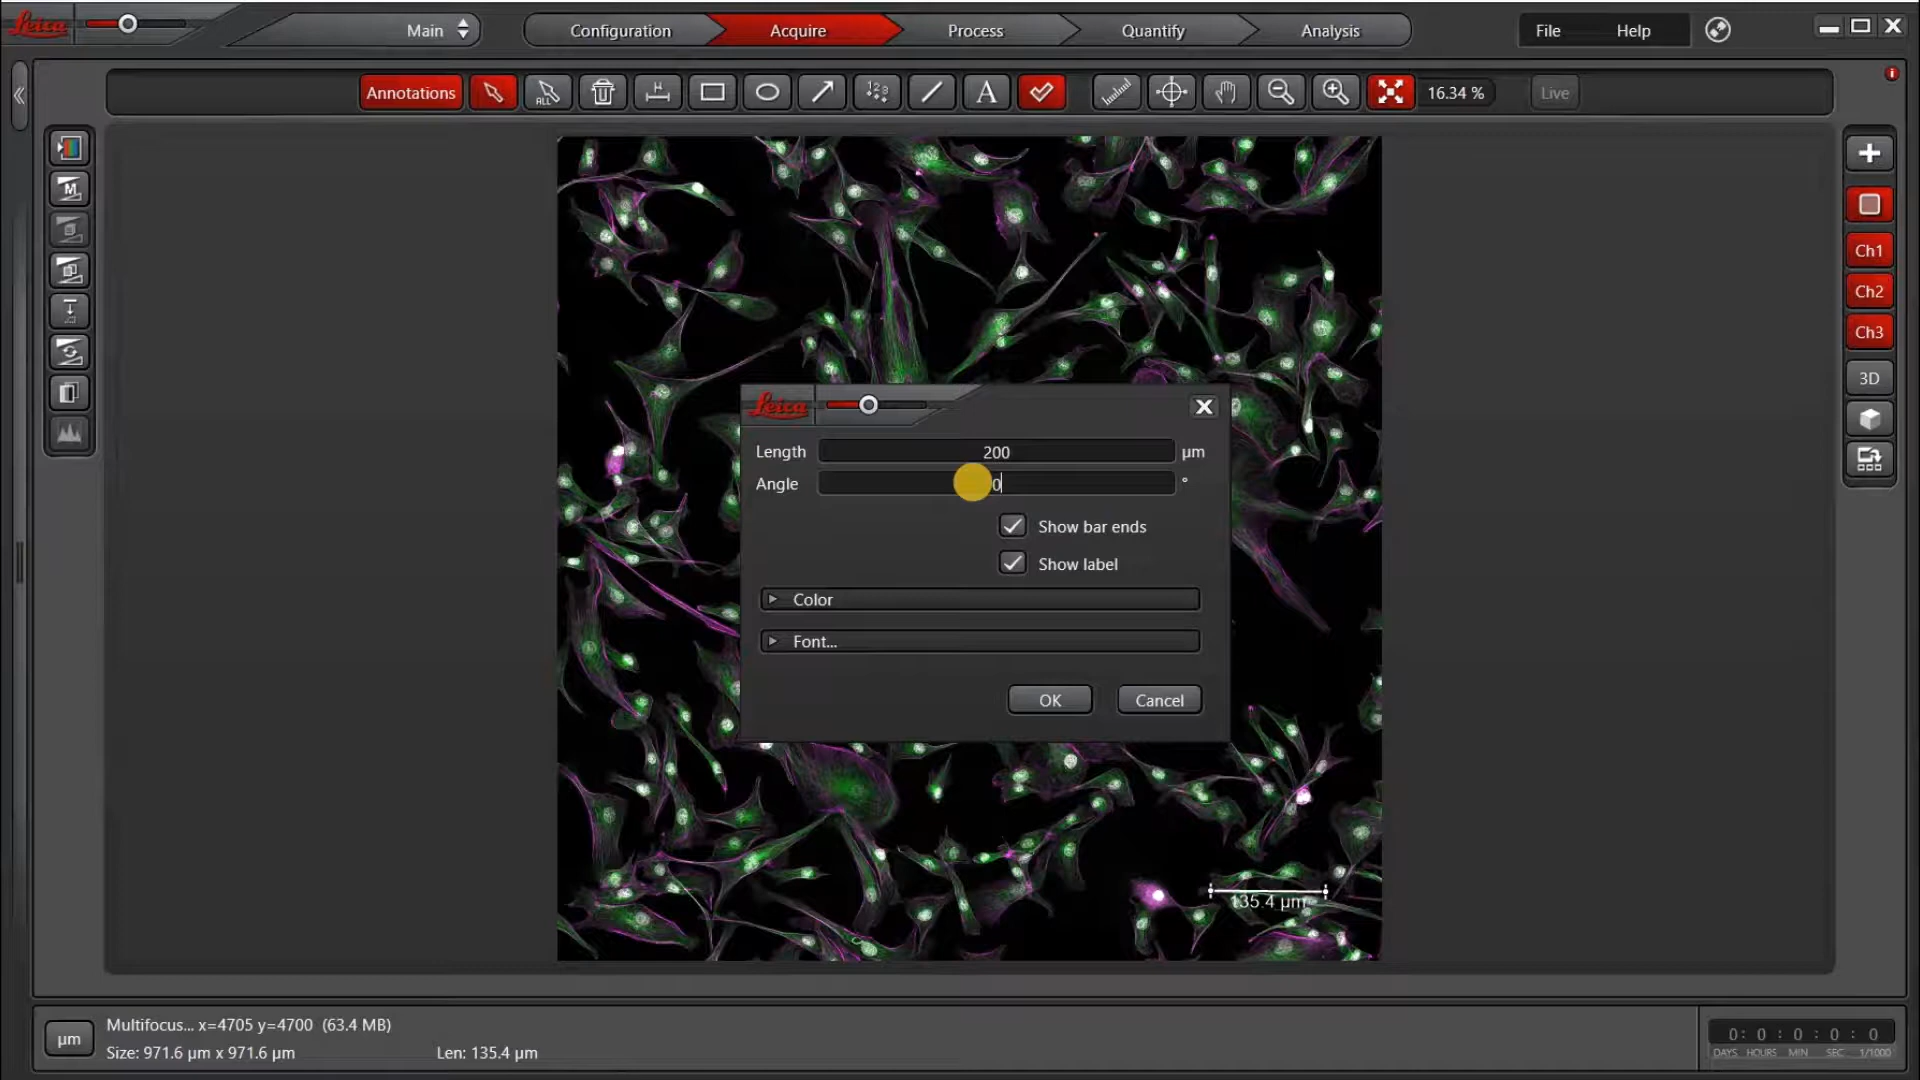 Leica
Main
Configuration
Acquire
Process
Quantify
Analysis
File
Help
Annotations
ALL
H
123
A
16.34 %
Live
M
Ch1
Ch2
Ch3
3D
Leica
Length 200 µm
Angle 0 °
Show bar ends
Show label
Color
Font...
OK
Cancel
135.4 µm
µm
Multifocus... x=4705 y=4700 (63.4 MB)
Size: 971.6 µm x 971.6 µm
Len: 135.4 µm
0: 0 : 0 : 0 : 0
DAYS HOURS MIN SEC 1/1000